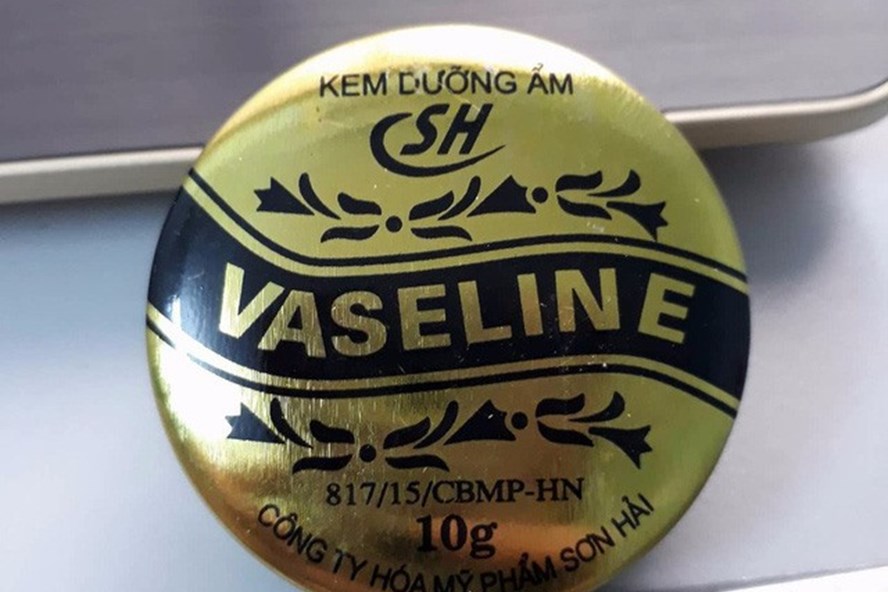 KEM DƯỠNG ẨM
SH
VASELINE
817/15/CBMP-HN
10g
CÔNG TY HÓA MỸ PHẨM SƠN HẢI